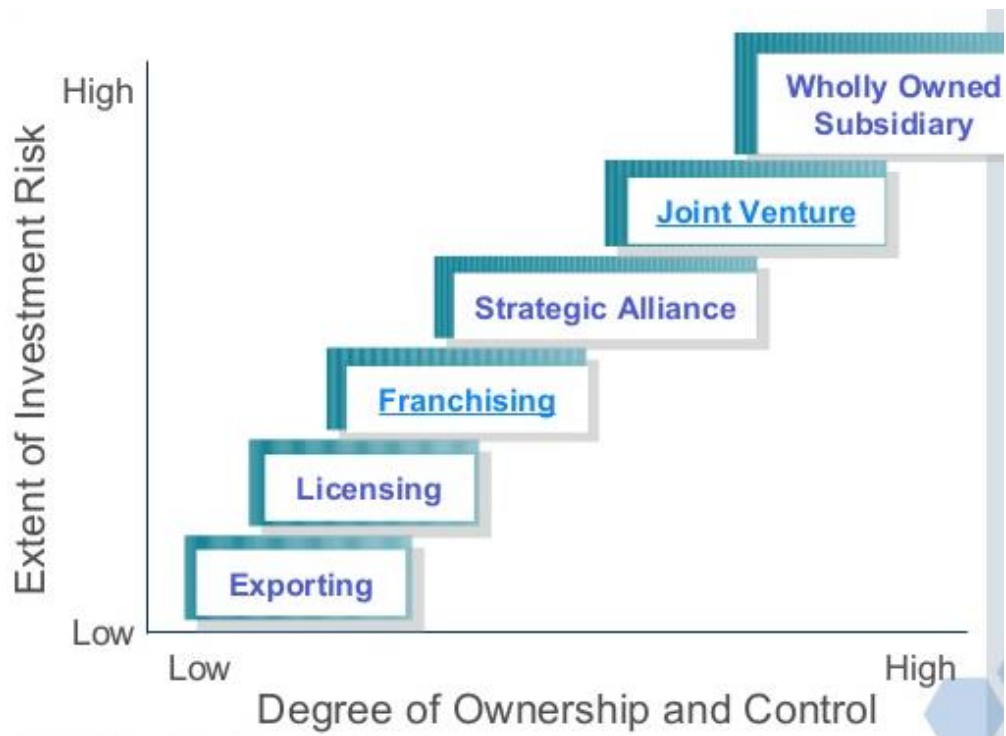 High
Wholly Owned
Subsidiary
Joint Venture
Strategic Alliance
Franchising
Licensing
Exporting
Low
Extent of Investment Risk
Low
High
Degree of Ownership and Control